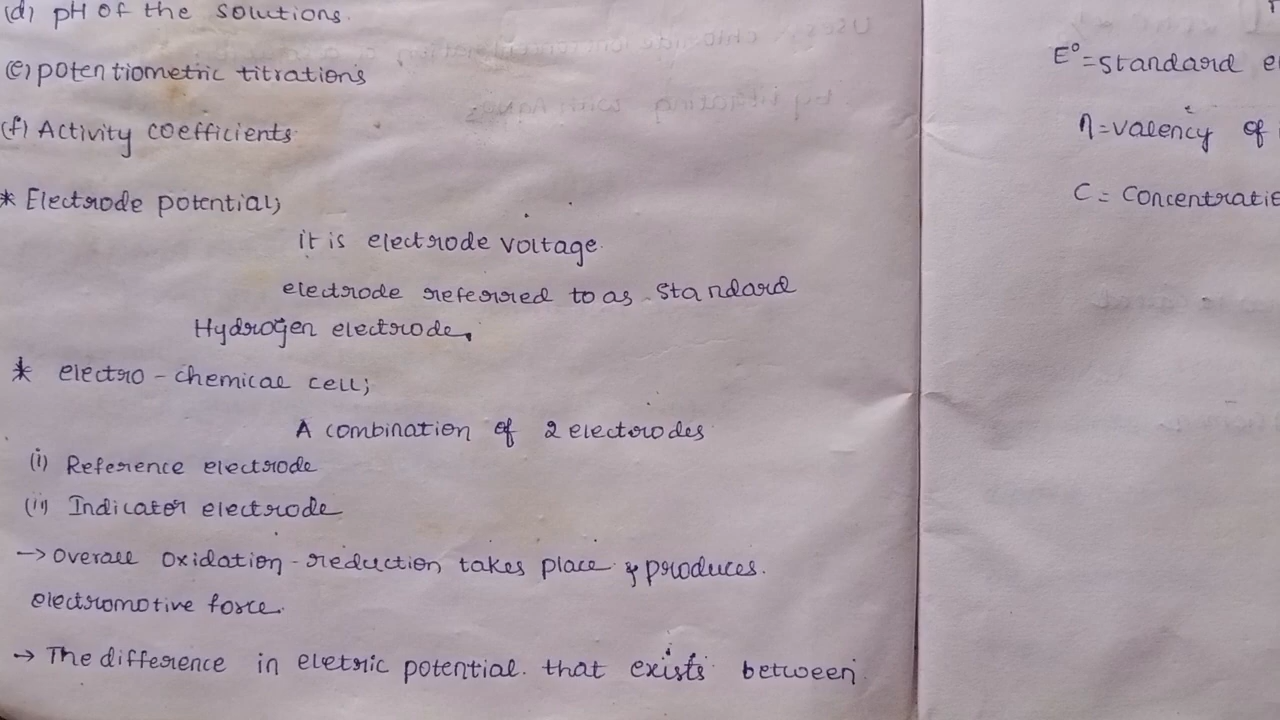 (d) pH of the solutions.
(e) potentiometric titrations
(f) Activity coefficients
* Electrode potential;
it is electrode voltage.
electrode referred to as standard
Hydrogen electrode.
* electro-chemical cell;
A combination of 2 electrodes
(i) Reference electrode
(ii) Indicator electrode
→ Overall oxidation-reduction takes place & produces.
electromotive force.
→ The difference in eletric potential. that exists between
E°=standard
η=valency of
C=